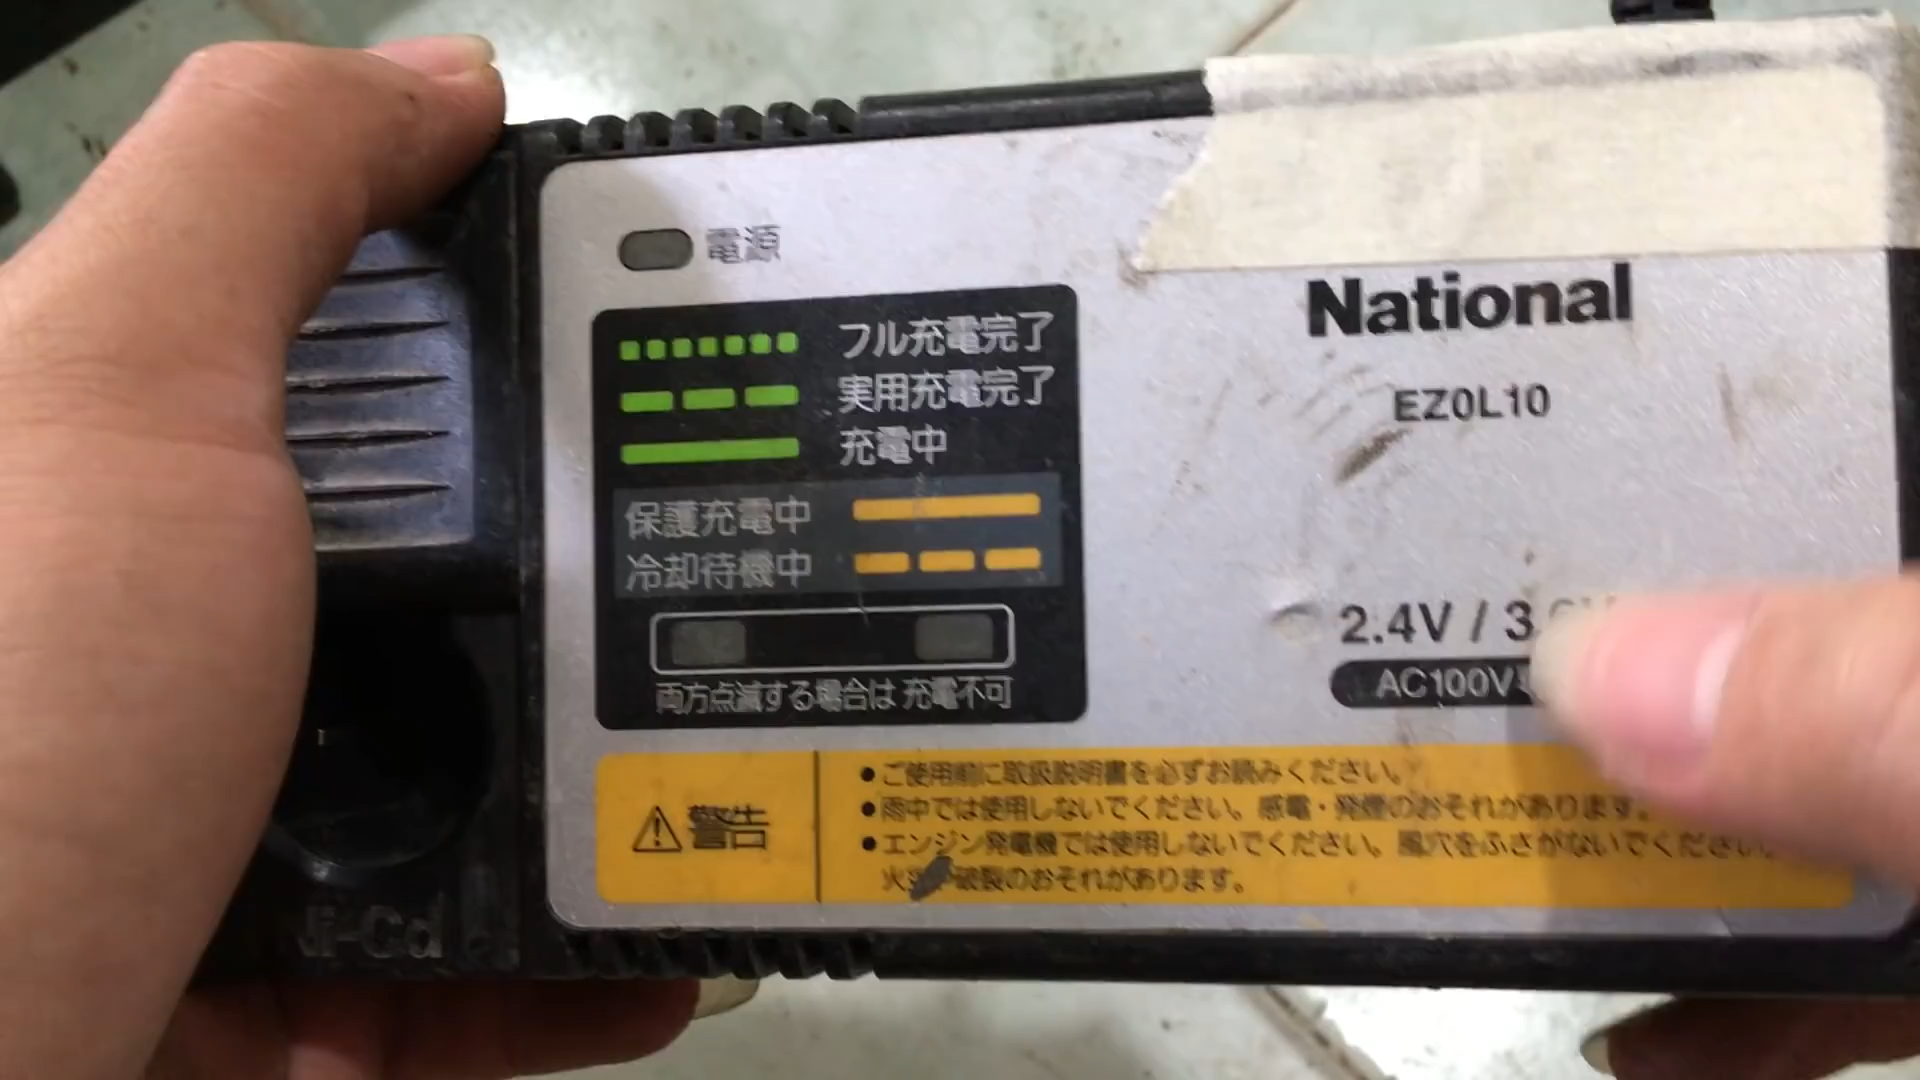 電源
フル充電完了
実用充電完了
充電中
保護充電中
冷却待機中
両方点滅する場合は 充電不可
National
EZ0L10
2.4V / 3.
AC100V
警告
●ご使用前に取扱説明書を必ずお読みください。
●雨中では使用しないでください。感電・発煙のおそれがあります。
●エンジン発電機では使用しないでください。風穴をふさがないでください。
火災 破裂のおそれがあります。
i-Cd